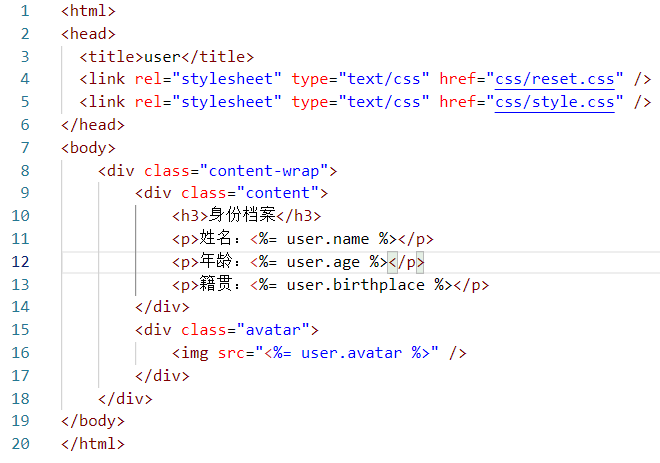 1 <html>
2 <head>
3   <title>user</title>
4   <link rel="stylesheet" type="text/css" href="css/reset.css" />
5   <link rel="stylesheet" type="text/css" href="css/style.css" />
6 </head>
7 <body>
8     <div class="content-wrap">
9         <div class="content">
10             <h3>身份档案</h3>
11             <p>姓名：<%= user.name %></p>
12             <p>年龄：<%= user.age %></p>
13             <p>籍贯：<%= user.birthplace %></p>
14         </div>
15         <div class="avatar">
16             <img src="<%= user.avatar %>" />
17         </div>
18     </div>
19 </body>
20 </html>